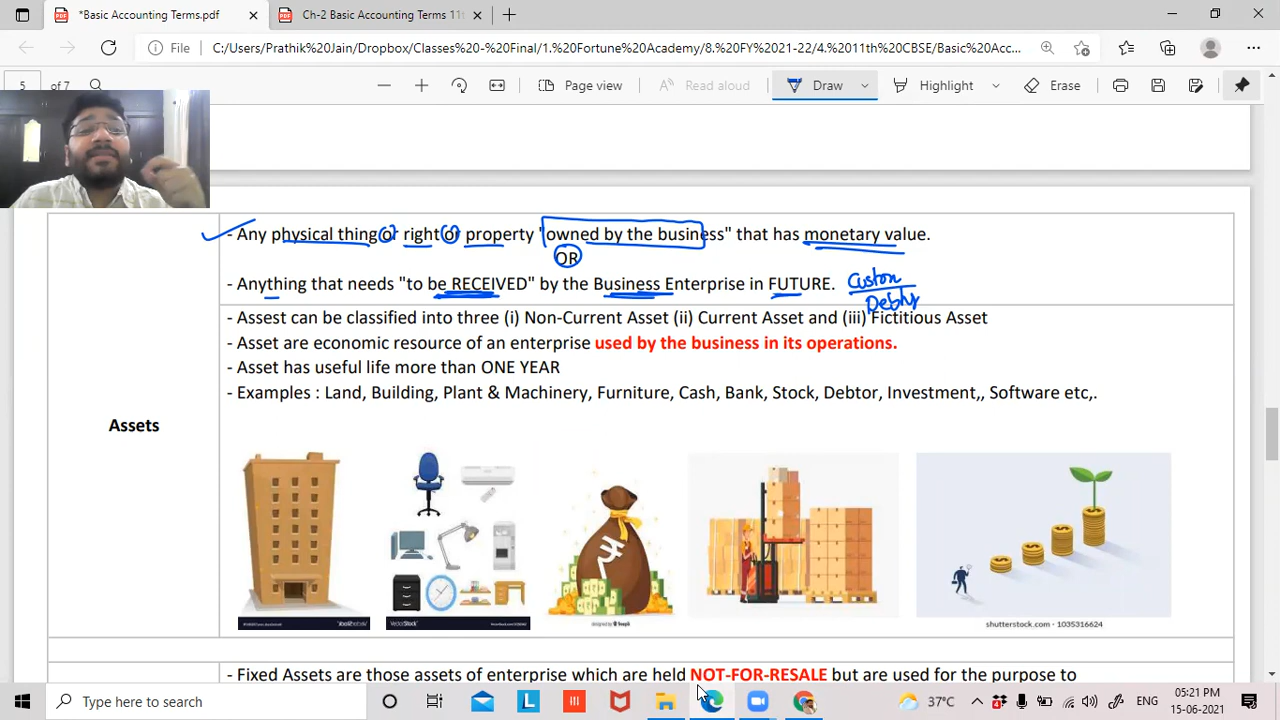 *Basic Accounting Terms.PDF
Ch-2 Basic Accounting Terms 11t
File
C:/Users/Prathik%20Jain/Dropbox/Classes%20-%20Final/1.%20Fortune%20Academy/8.%20FY%202021-22/4.%2011th%20CBSE/Basic%20Acc...
5 of 7
Page view
Read aloud
Draw
Highlight
Erase
- Any physical thing or right or property "owned by the business" that has monetary value.
OR
- Anything that needs "to be RECEIVED" by the Business Enterprise in FUTURE.
Custom
Debtor
- Assest can be classified into three (i) Non-Current Asset (ii) Current Asset and (iii) Fictitious Asset
- Asset are economic resource of an enterprise used by the business in its operations.
- Asset has useful life more than ONE YEAR
- Examples : Land, Building, Plant & Machinery, Furniture, Cash, Bank, Stock, Debtor, Investment,, Software etc,.
Assets
VectorStock
shutterstock.com · 1035316624
- Fixed Assets are those assets of enterprise which are held NOT-FOR-RESALE but are used for the purpose to
Type here to search
37°C
05:21 PM
15-06-2021